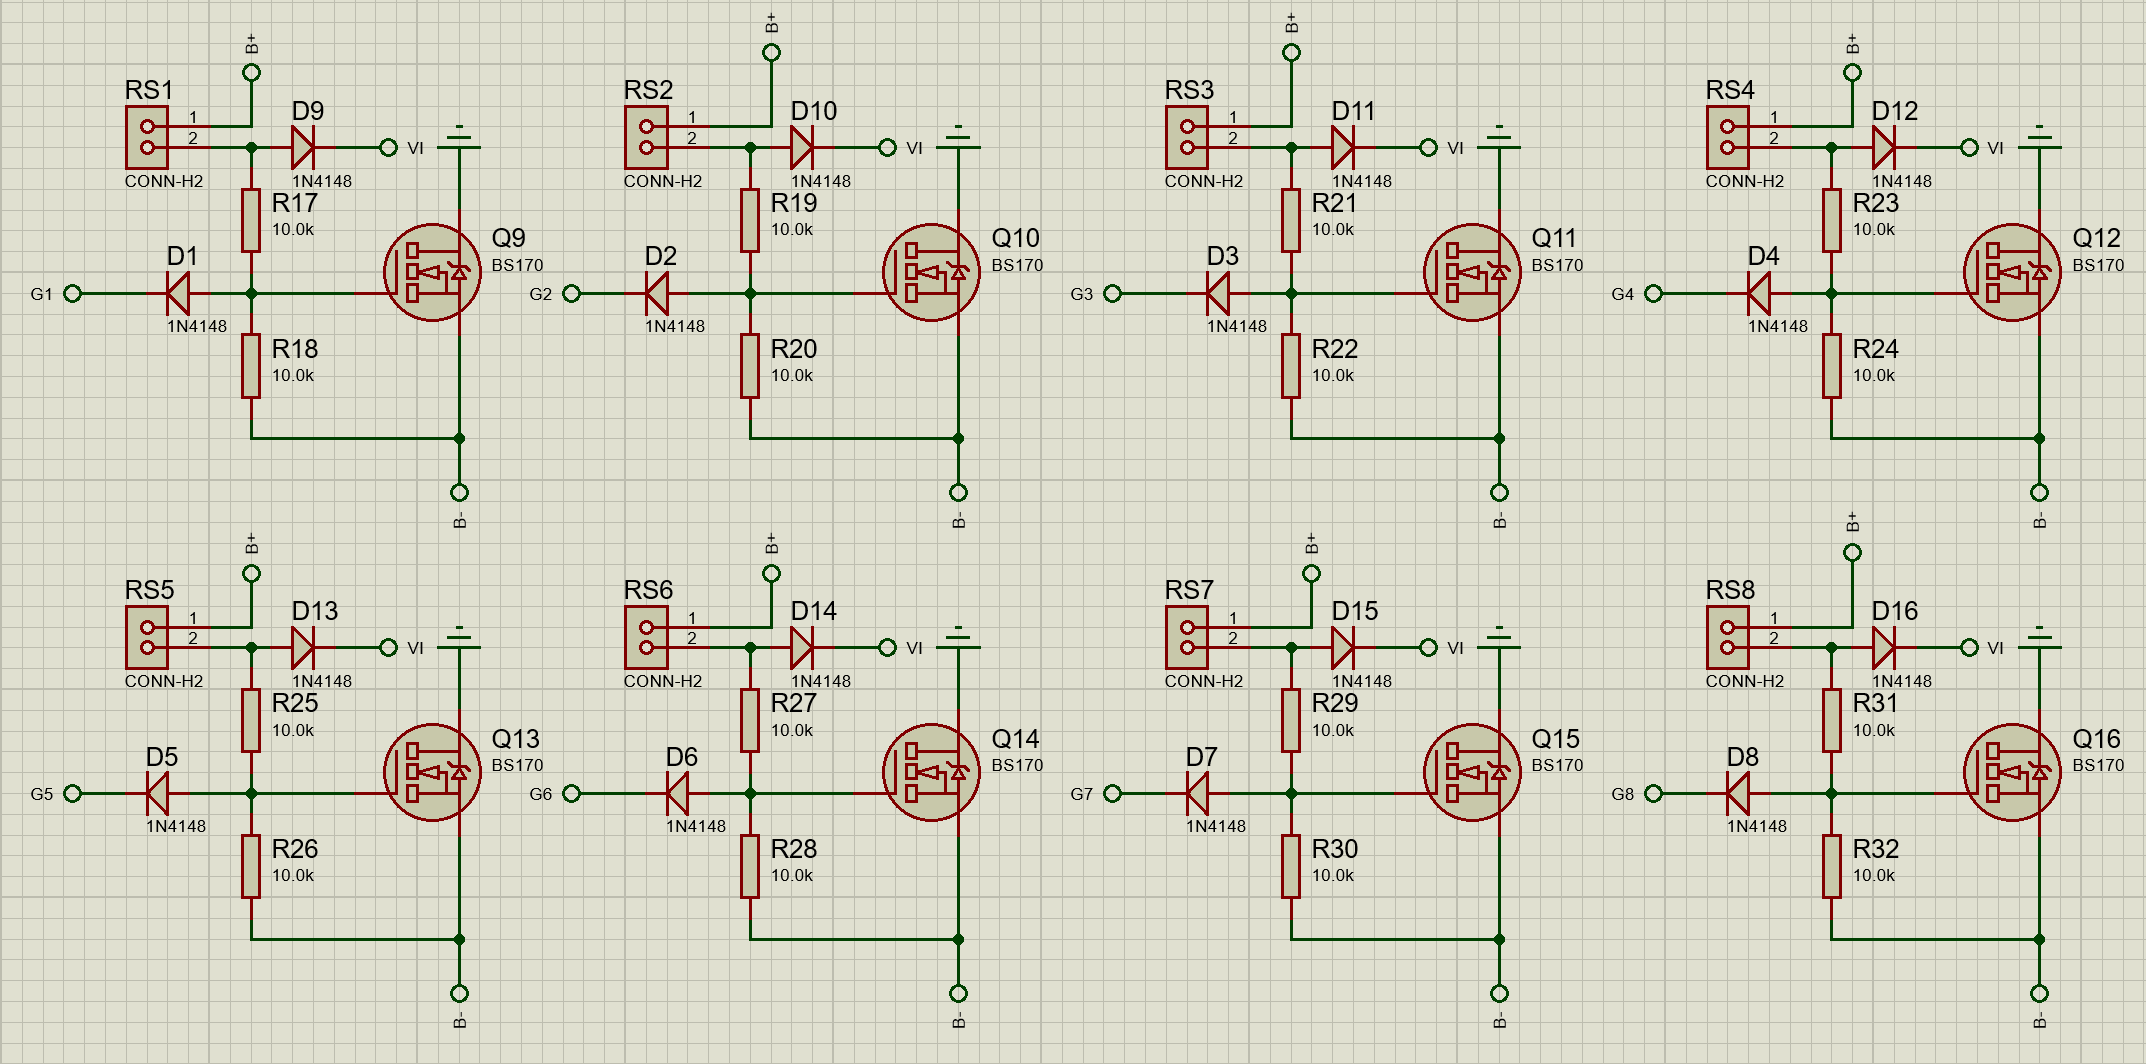 B+
RS1
1
2
CONN-H2
D9
1N4148
VI
R17
10.0k
D1
1N4148
G1
Q9
BS170
R18
10.0k
B-
B+
RS2
1
2
CONN-H2
D10
1N4148
VI
R19
10.0k
D2
1N4148
G2
Q10
BS170
R20
10.0k
B-
B+
RS3
1
2
CONN-H2
D11
1N4148
VI
R21
10.0k
D3
1N4148
G3
Q11
BS170
R22
10.0k
B-
B+
RS4
1
2
CONN-H2
D12
1N4148
VI
R23
10.0k
D4
1N4148
G4
Q12
BS170
R24
10.0k
B-
B+
RS5
1
2
CONN-H2
D13
1N4148
VI
R25
10.0k
D5
1N4148
G5
Q13
BS170
R26
10.0k
B-
B+
RS6
1
2
CONN-H2
D14
1N4148
VI
R27
10.0k
D6
1N4148
G6
Q14
BS170
R28
10.0k
B-
B+
RS7
1
2
CONN-H2
D15
1N4148
VI
R29
10.0k
D7
1N4148
G7
Q15
BS170
R30
10.0k
B-
B+
RS8
1
2
CONN-H2
D16
1N4148
VI
R31
10.0k
D8
1N4148
G8
Q16
BS170
R32
10.0k
B-